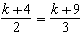 (k+4)/2 = (k+9)/3